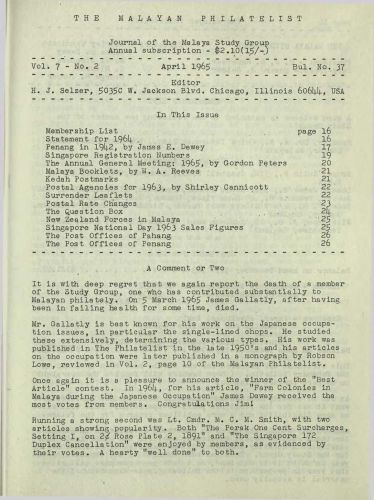 THE MALAYAN PHILATELIST
Journal of the Malaya Study Group
Annual subscription - $2.10(15/-)
Vol. 7 - No. 2 April 1965 Bul. No. 37
Editor
H. J. Selzer, 5035C W. Jackson Blvd. Chicago, Illinois 60644, USA
In This Issue
Membership List page 16
Statement for 1964 16
Penang in 1942, by James E. Dewey 17
Singapore Registration Numbers 19
The Annual General Meeting: 1965, by Gordon Peters 20
Malaya Booklets, by W. A. Reeves 21
Kedah Postmarks 21
Postal Agencies for 1963, by Shirley Cannicott 22
Surrender Leaflets 22
Postal Rate Changes 23
The Question Box 24
New Zealand Forces in Malaya 25
Singapore National Day 1963 Sales Figures 25
The Post Offices of Pahang 26
The Post Offices of Penang 26
A Comment or Two
It is with deep regret that we again report the death of a member
of the Study Group, one who has contributed substantially to
Malayan philately. On 5 March 1965 James Gallatly, after having
been in failing health for some time, died.
Mr. Gallatly is best known for his work on the Japanese occupa-
tion issues, in particular the single-lined chops. He studied
these extensively, determining the various types. His work was
published in The Philatelist in the late 1950's and his articles
on the occupation were later published in a monograph by Robson
Lowe, reviewed in Vol. 2, page 10 of the Malayan Philatelist.
Once again it is a pleasure to announce the winner of the "Best
Article" contest. In 1964, for his article, "Farm Colonies in
Malaya during the Japanese Occupation" James Dewey received the
most votes from members. Congratulations Jim!
Running a strong second was Lt. Cmdr. M. C. M. Smith, with two
articles showing popularity. Both "The Perak One Cent Surcharges,
Setting I, on 2¢ Rose Plate 2, 1891" and "The Singapore 172
Duplex Cancellation" were enjoyed by members, as evidenced by
their votes. A hearty "well done" to both.